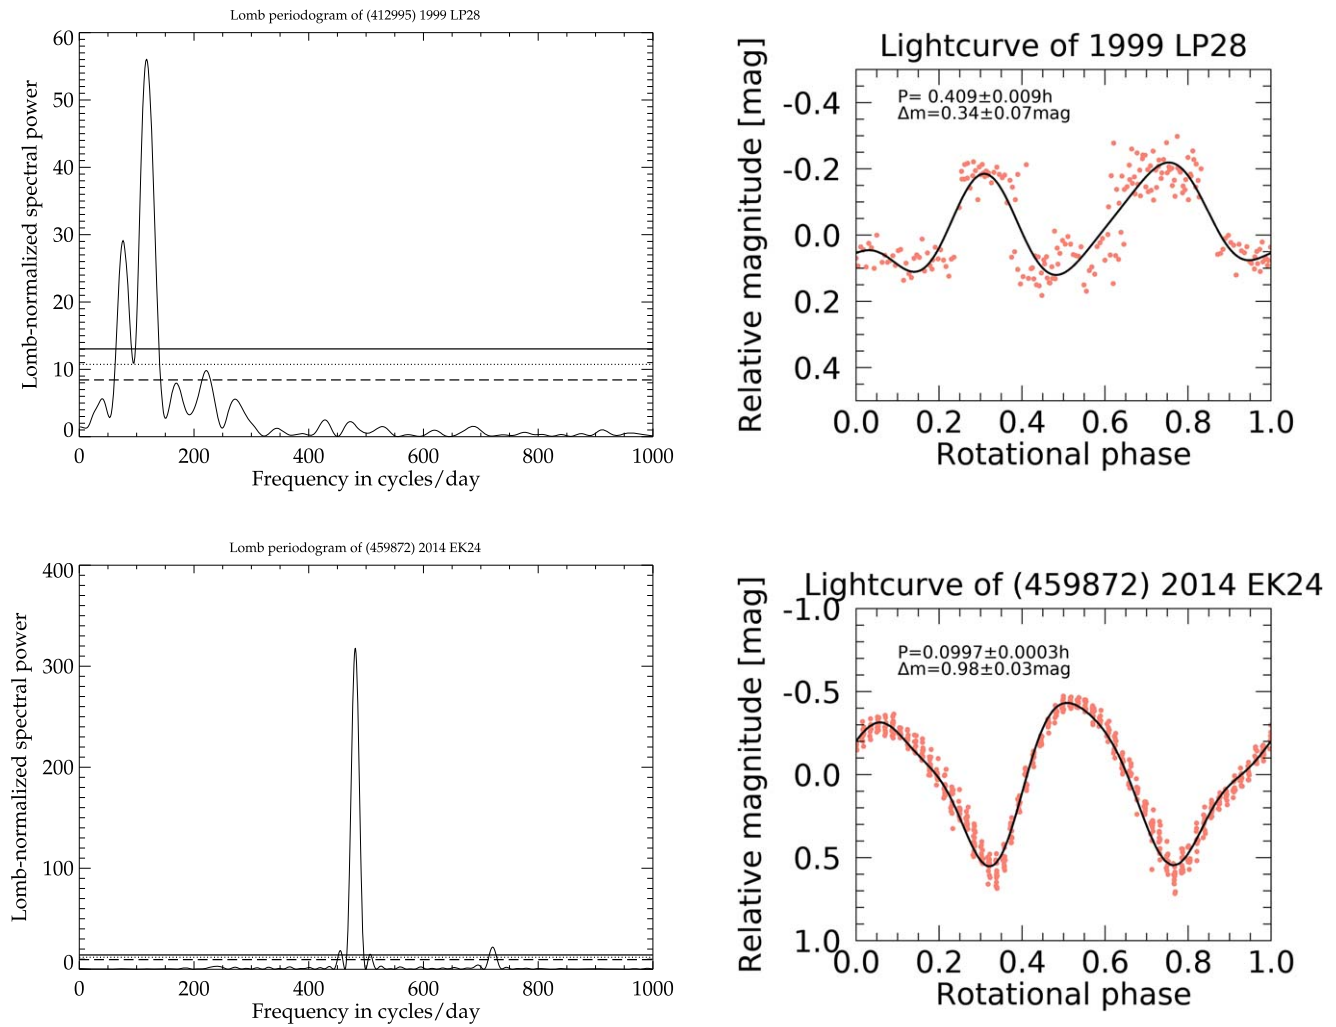 Lomb periodogram of (412995) 1999 LP28
Lomb-normalized spectral power
60
50
40
30
20
10
0
0 200 400 600 800 1000
Frequency in cycles/day
Lightcurve of 1999 LP28
Relative magnitude [mag]
P= 0.409±0.009h
Δm=0.34±0.07mag
-0.4
-0.2
0.0
0.2
0.4
0.0 0.2 0.4 0.6 0.8 1.0
Rotational phase
Lomb periodogram of (459872) 2014 EK24
Lomb-normalized spectral power
400
300
200
100
0
0 200 400 600 800 1000
Frequency in cycles/day
Lightcurve of (459872) 2014 EK24
Relative magnitude [mag]
P=0.0997±0.0003h
Δm=0.98±0.03mag
-1.0
-0.5
0.0
0.5
1.0
0.0 0.2 0.4 0.6 0.8 1.0
Rotational phase